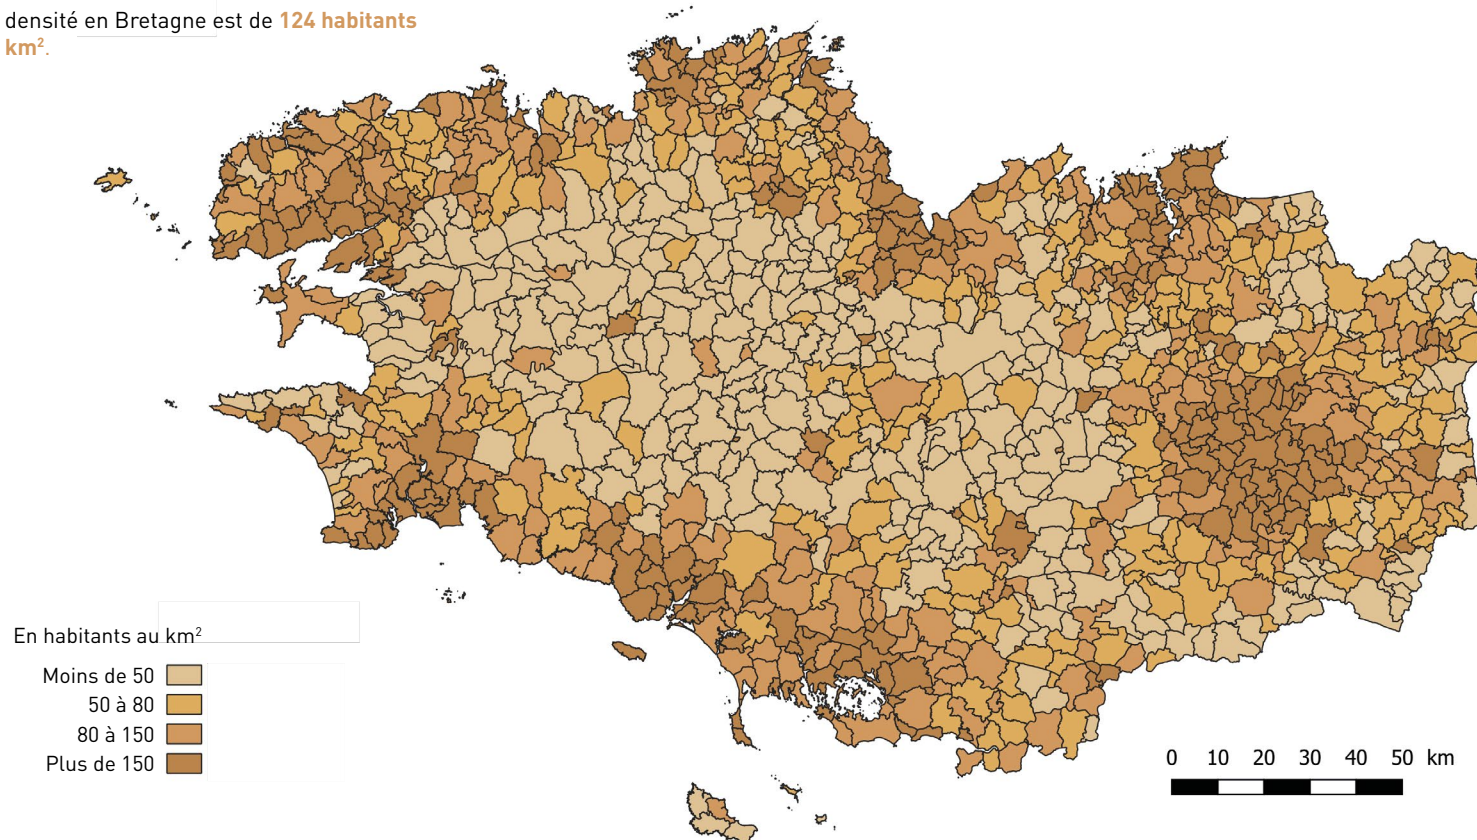 densité en Bretagne est de 124 habitants
km².
En habitants au km²
Moins de 50
50 à 80
80 à 150
Plus de 150
0 10 20 30 40 50 km